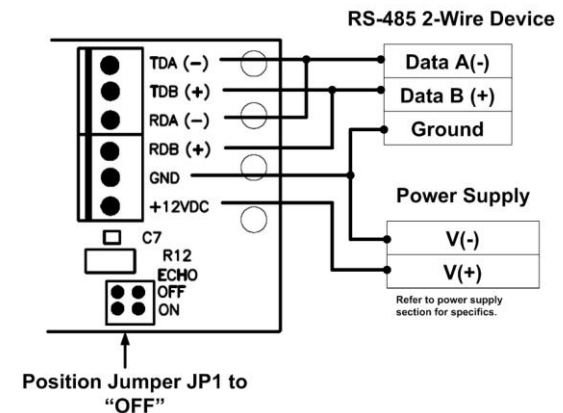 RS-485 2-Wire Device
TDA (-)
TDB (+)
RDA (-)
RDB (+)
GND
+12VDC
C7
R12
ECHO
OFF
ON
Data A(-)
Data B (+)
Ground
Power Supply
V(-)
V(+)
Refer to power supply
section for specifics.
Position Jumper JP1 to
“OFF”